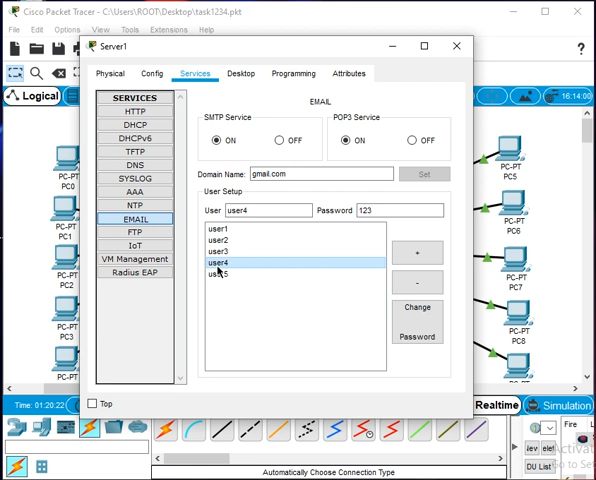 Cisco Packet Tracer - C:\Users\ROOT\Desktop\task1234.pkt
File Edit Options View Tools Extensions Help
Server1
Physical Config Services Desktop Programming Attributes
Logical
16:14:00
SERVICES
HTTP
DHCP
DHCPv6
TFTP
DNS
SYSLOG
AAA
NTP
EMAIL
FTP
IoT
VM Management
Radius EAP
EMAIL
SMTP Service
ON OFF
POP3 Service
ON OFF
Domain Name: gmail.com Set
User Setup
User user4 Password 123
user1
user2
user3
user4
user5
+
-
Change
Password
Top
PC-PT
PC0
PC-PT
PC1
PC-PT
PC2
PC-PT
PC3
PC-PT
PC-PT
PC5
PC-PT
PC6
PC-PT
PC7
PC-PT
PC8
PC-PT
Time: 01:20:22
Realtime
Simulation
Fire
DU List
Automatically Choose Connection Type